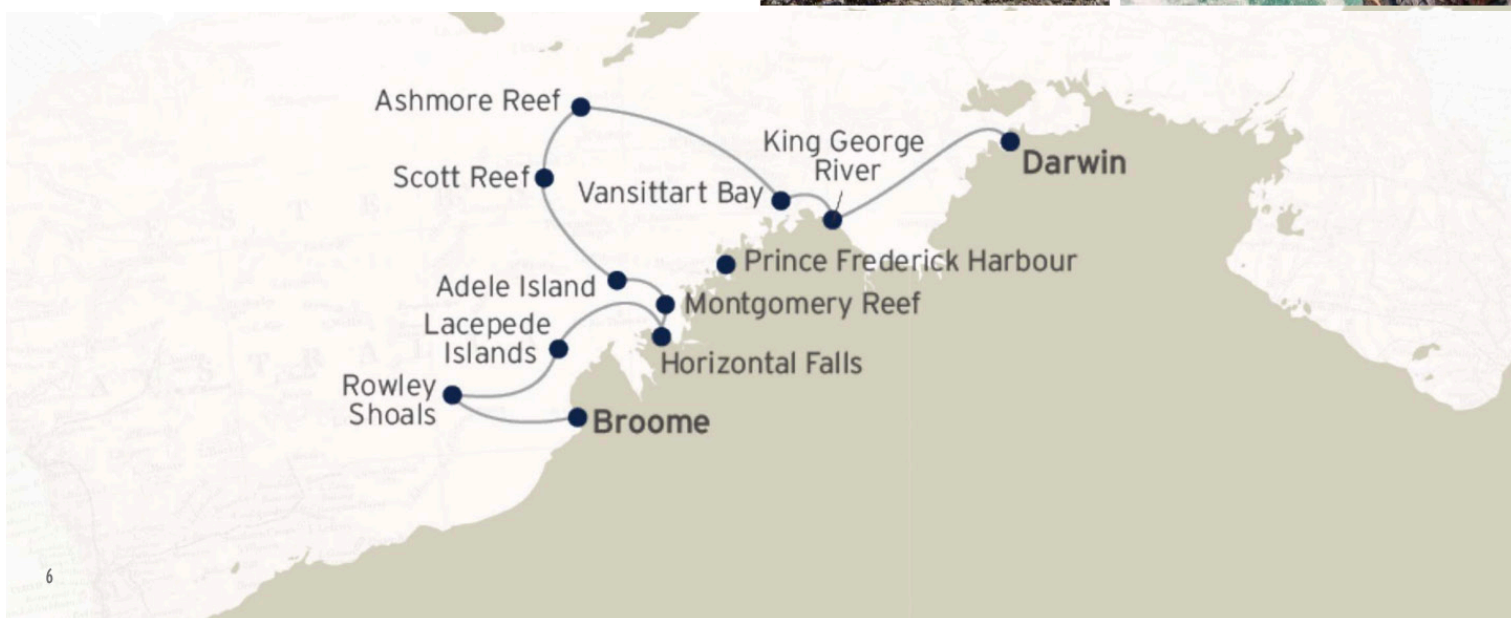 Ashmore Reef
King George
River
Darwin
Scott Reef
Vansittart Bay
Prince Frederick Harbour
Adele Island
Montgomery Reef
Lacepede
Islands
Horizontal Falls
Rowley
Shoals
Broome
6